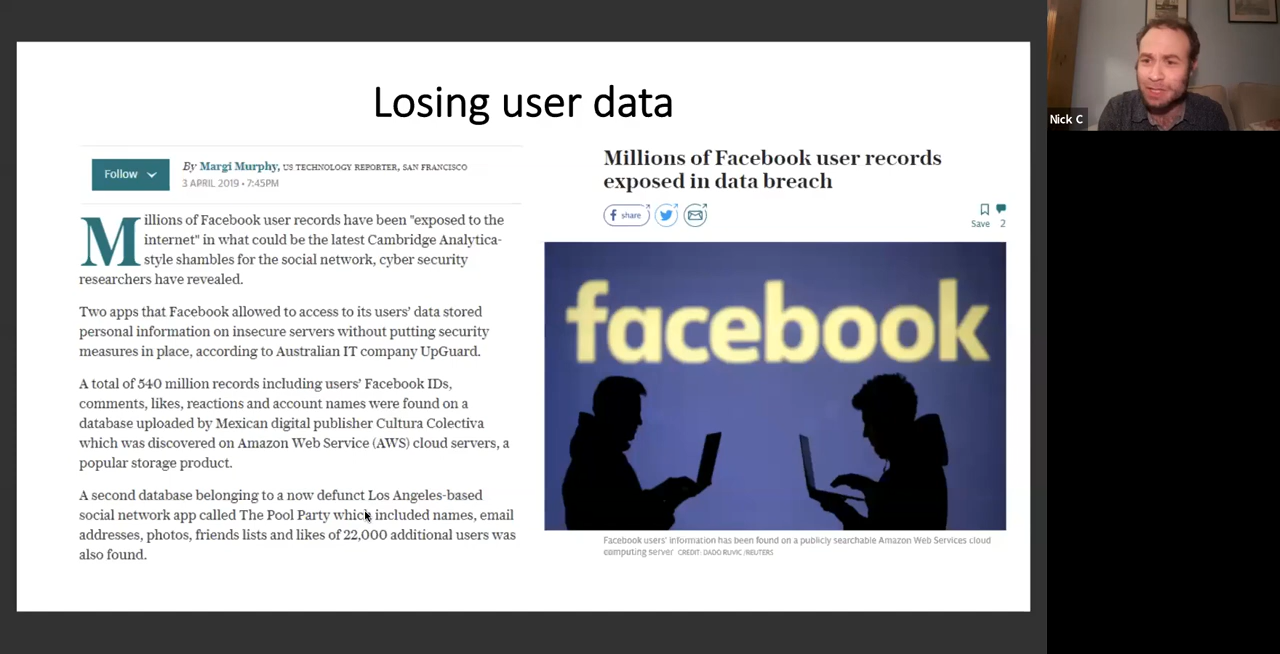 Losing user data
Follow
By Margi Murphy, US TECHNOLOGY REPORTER, SAN FRANCISCO
3 APRIL 2019 • 7:45PM
Millions of Facebook user records have been "exposed to the
internet" in what could be the latest Cambridge Analytica-
style shambles for the social network, cyber security
researchers have revealed.
Two apps that Facebook allowed to access to its users’ data stored
personal information on insecure servers without putting security
measures in place, according to Australian IT company UpGuard.
A total of 540 million records including users’ Facebook IDs,
comments, likes, reactions and account names were found on a
database uploaded by Mexican digital publisher Cultura Colectiva
which was discovered on Amazon Web Service (AWS) cloud servers, a
popular storage product.
A second database belonging to a now defunct Los Angeles-based
social network app called The Pool Party which included names, email
addresses, photos, friends lists and likes of 22,000 additional users was
also found.
Millions of Facebook user records
exposed in data breach
share
Save 2
facebook
Facebook users' information has been found on a publicly searchable Amazon Web Services cloud
computing server CREDIT: DADO RUVIC /REUTERS
Nick C